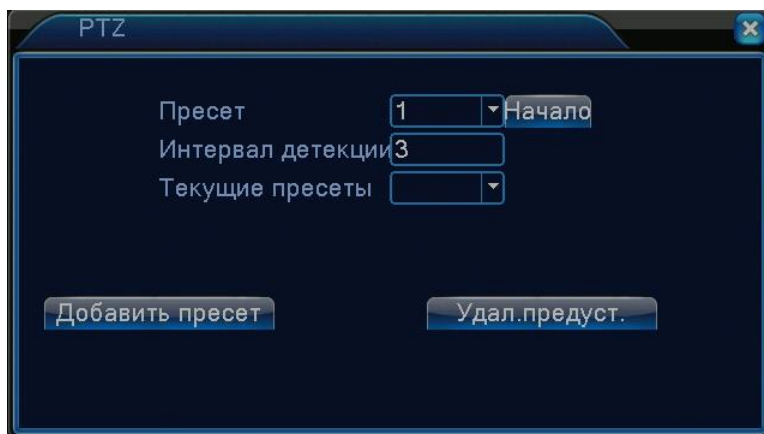 PTZ
Пресет 1 Начало
Интервал детекции 3
Текущие пресеты
Добавить пресет Удал.предуст.